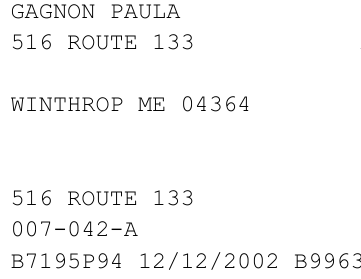 GAGNON PAULA
516 ROUTE 133
WINTHROP ME 04364
516 ROUTE 133
007-042-A
B7195P94 12/12/2002 B9963